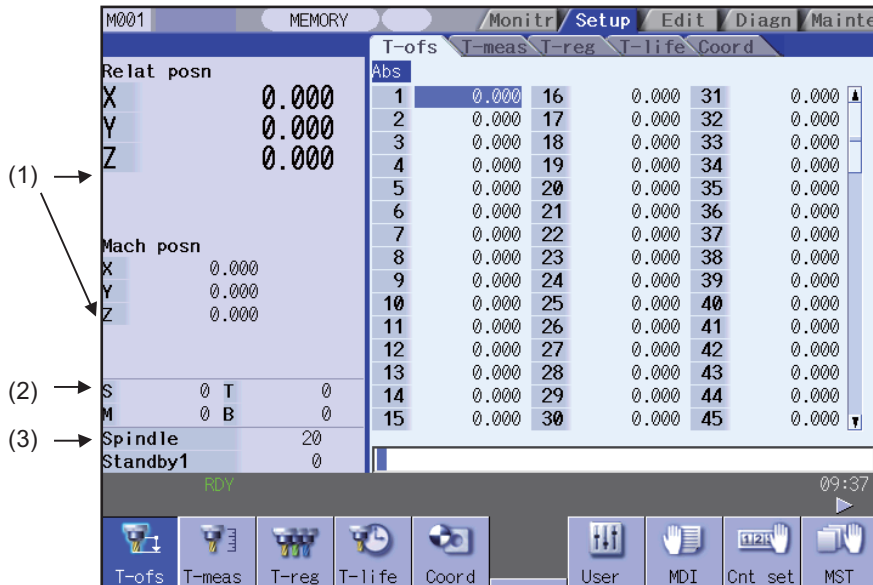 M001 MEMORY Monitr Setup Edit Diagn Mainte
T-ofs T-meas T-reg T-life Coord
Relat posn
X 0.000
Y 0.000
Z 0.000
(1)
Mach posn
X 0.000
Y 0.000
Z 0.000
(2)
S 0 T 0
M 0 B 0
(3)
Spindle 20
Standby1 0
Abs
1 0.000 16 0.000 31 0.000
2 0.000 17 0.000 32 0.000
3 0.000 18 0.000 33 0.000
4 0.000 19 0.000 34 0.000
5 0.000 20 0.000 35 0.000
6 0.000 21 0.000 36 0.000
7 0.000 22 0.000 37 0.000
8 0.000 23 0.000 38 0.000
9 0.000 24 0.000 39 0.000
10 0.000 25 0.000 40 0.000
11 0.000 26 0.000 41 0.000
12 0.000 27 0.000 42 0.000
13 0.000 28 0.000 43 0.000
14 0.000 29 0.000 44 0.000
15 0.000 30 0.000 45 0.000
RDY 09:37
T-ofs T-meas T-reg T-life Coord User MDI Cnt set MST